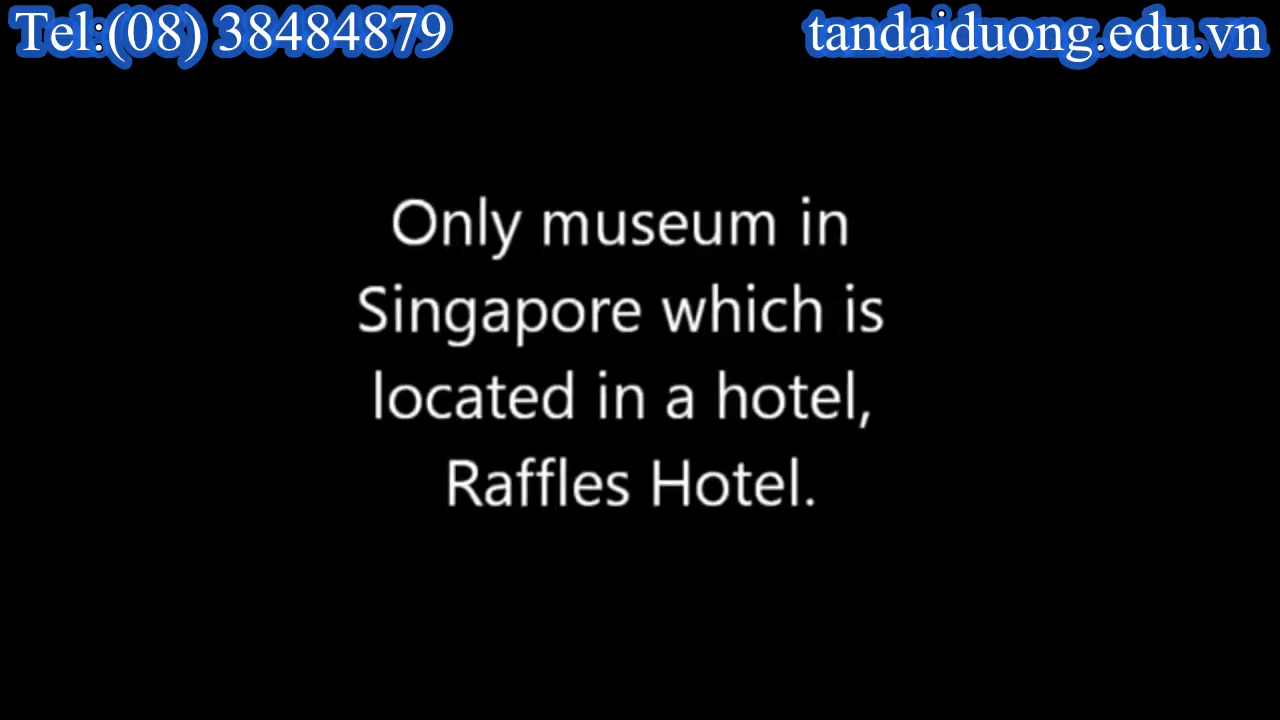 Tel:(08) 38484879
tandaiduong.edu.vn
Only museum in
Singapore which is
located in a hotel,
Raffles Hotel.